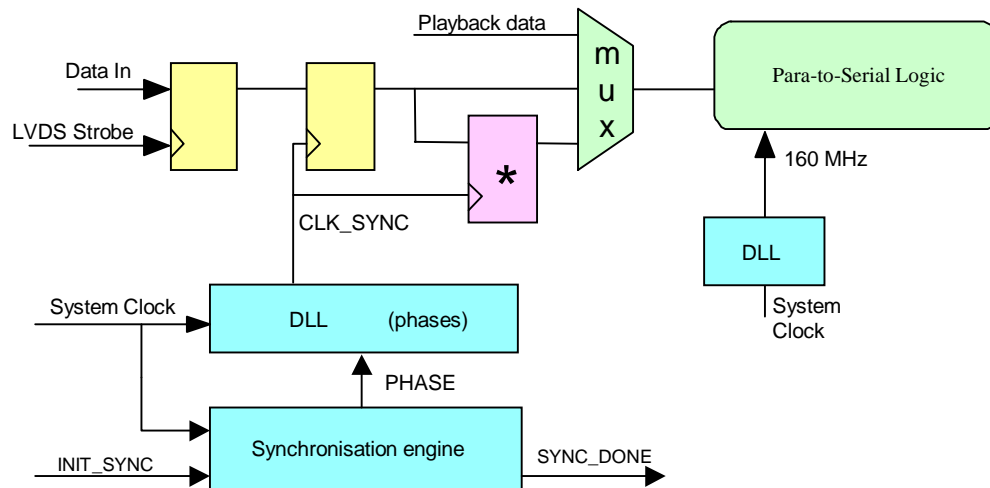 Playback data
Data In
LVDS Strobe
m
u
x
Para-to-Serial Logic
*
160 MHz
CLK_SYNC
DLL
System Clock
DLL (phases)
System
Clock
PHASE
Synchronisation engine
INIT_SYNC
SYNC_DONE